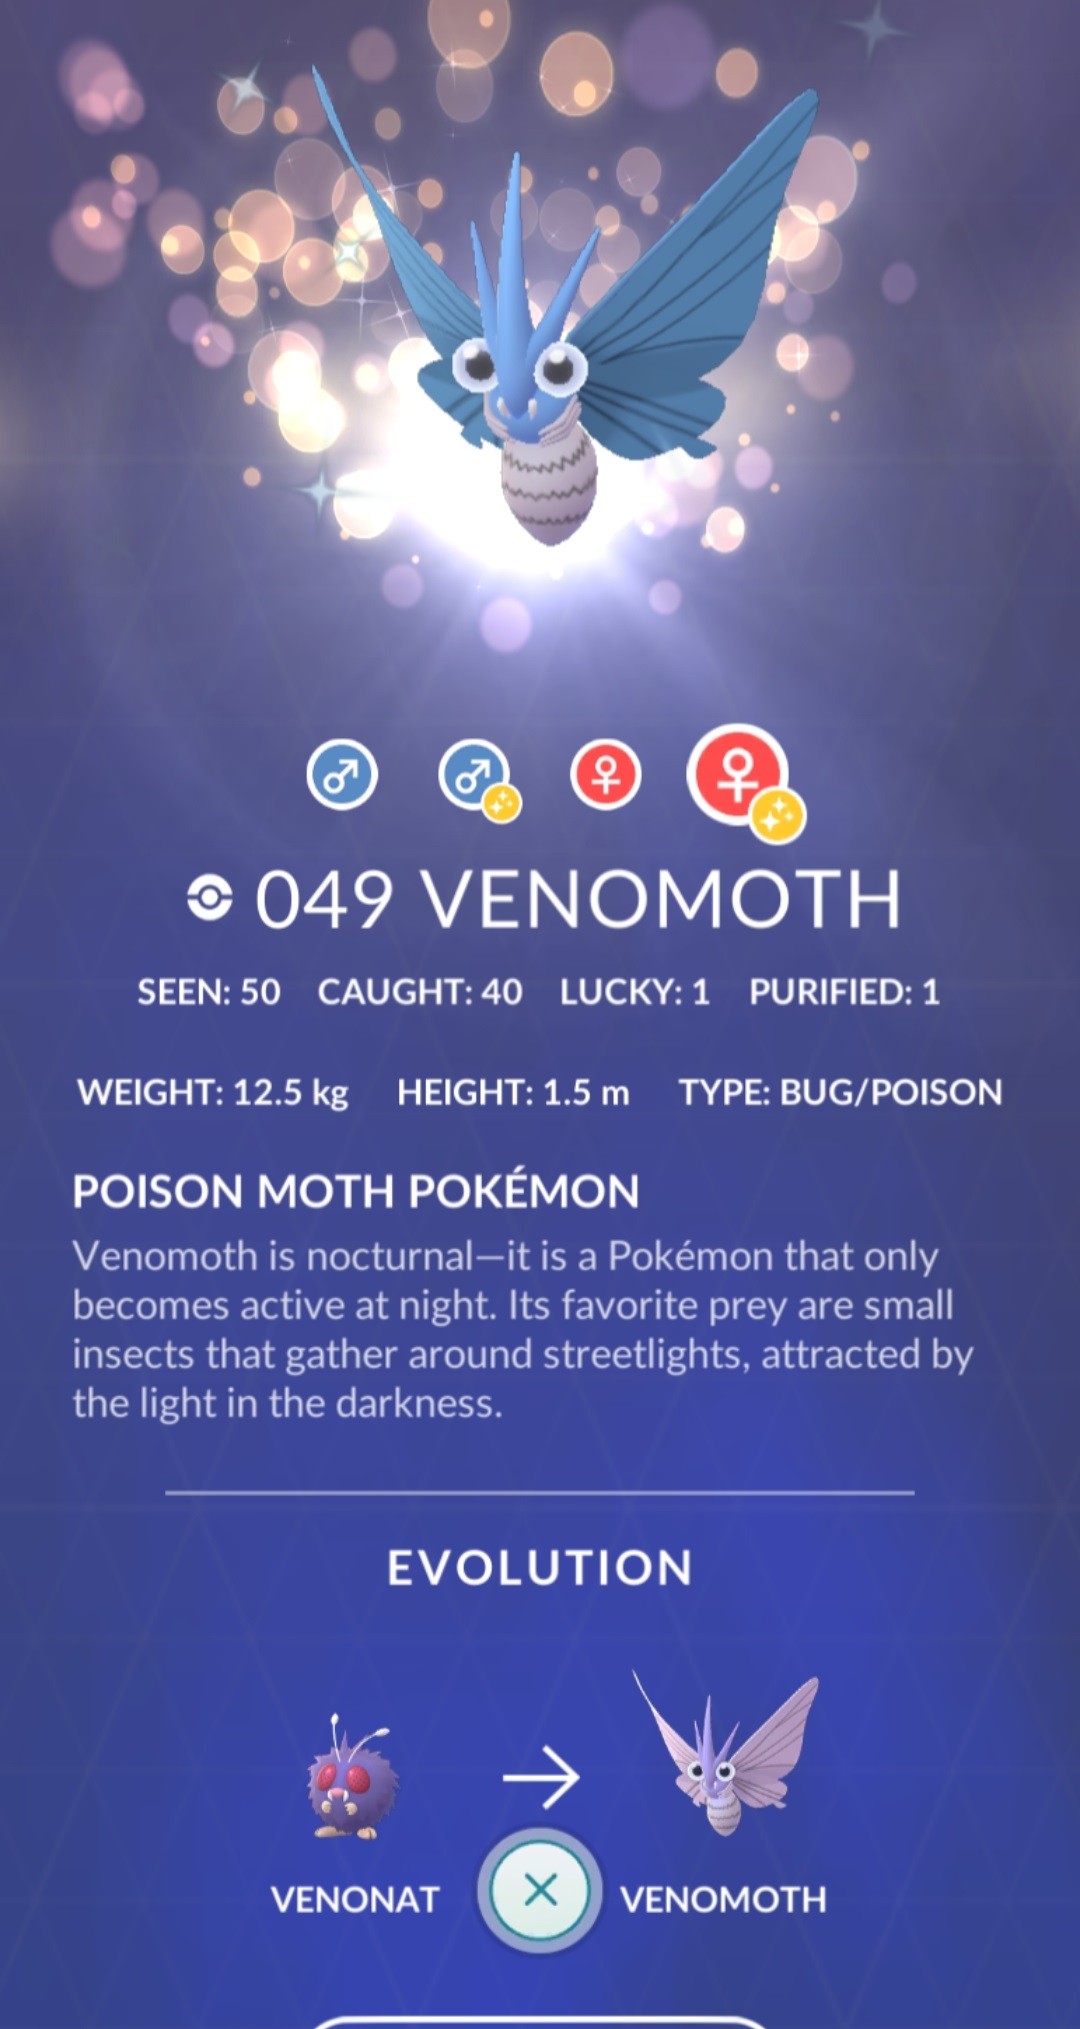 049 VENOMOTH
SEEN: 50 CAUGHT: 40 LUCKY: 1 PURIFIED: 1
WEIGHT: 12.5 kg HEIGHT: 1.5 m TYPE: BUG/POISON
POISON MOTH POKÉMON
Venomoth is nocturnal—it is a Pokémon that only
becomes active at night. Its favorite prey are small
insects that gather around streetlights, attracted by
the light in the darkness.
EVOLUTION
VENONAT VENOMOTH